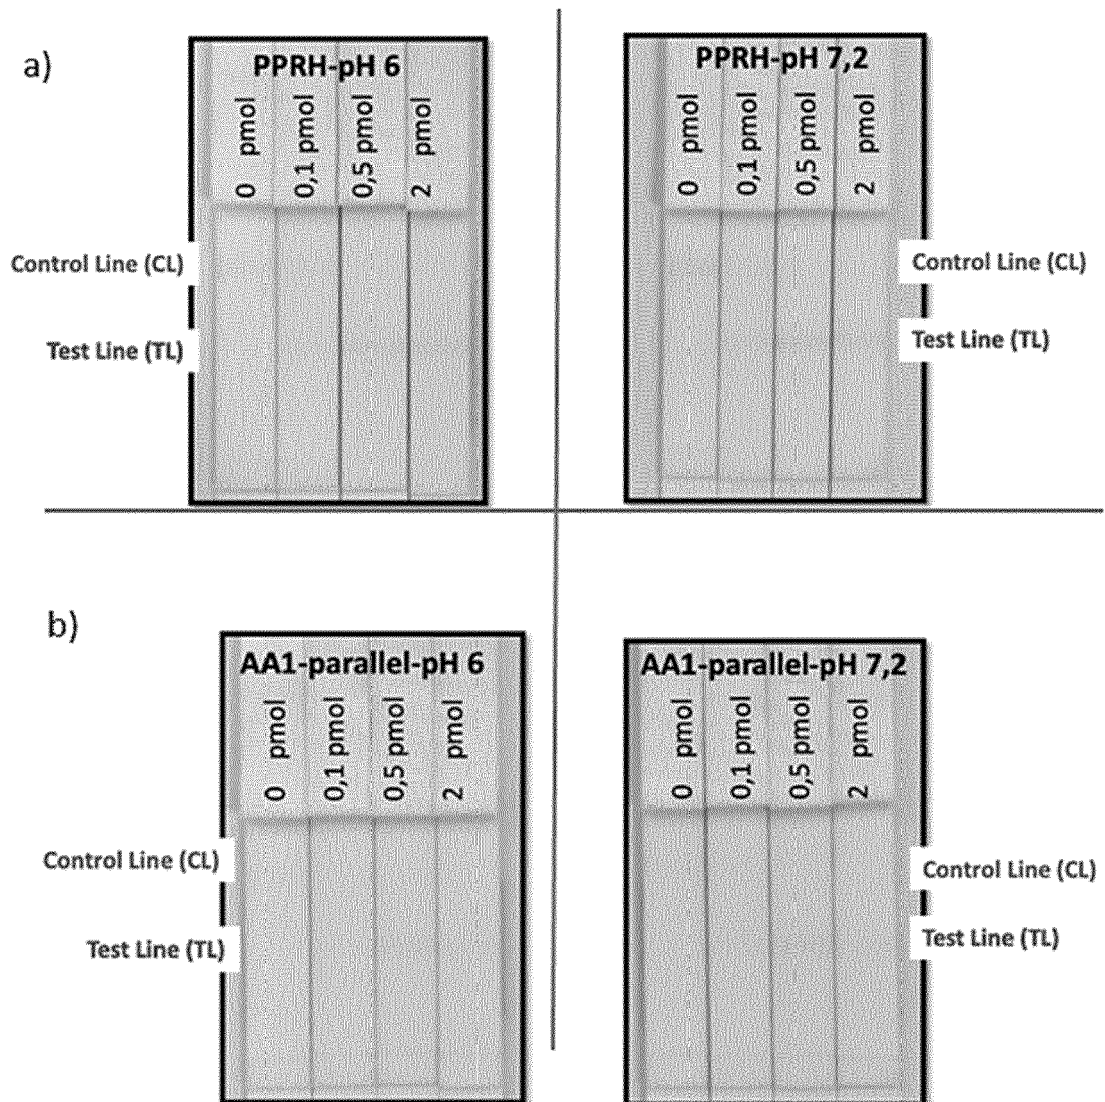 a)
PPRH-pH 6
0 pmol
0,1 pmol
0,5 pmol
2 pmol
Control Line (CL)
Test Line (TL)
PPRH-pH 7,2
0 pmol
0,1 pmol
0,5 pmol
2 pmol
Control Line (CL)
Test Line (TL)
b)
AA1-parallel-pH 6
0 pmol
0,1 pmol
0,5 pmol
2 pmol
Control Line (CL)
Test Line (TL)
AA1-parallel-pH 7,2
0 pmol
0,1 pmol
0,5 pmol
2 pmol
Control Line (CL)
Test Line (TL)